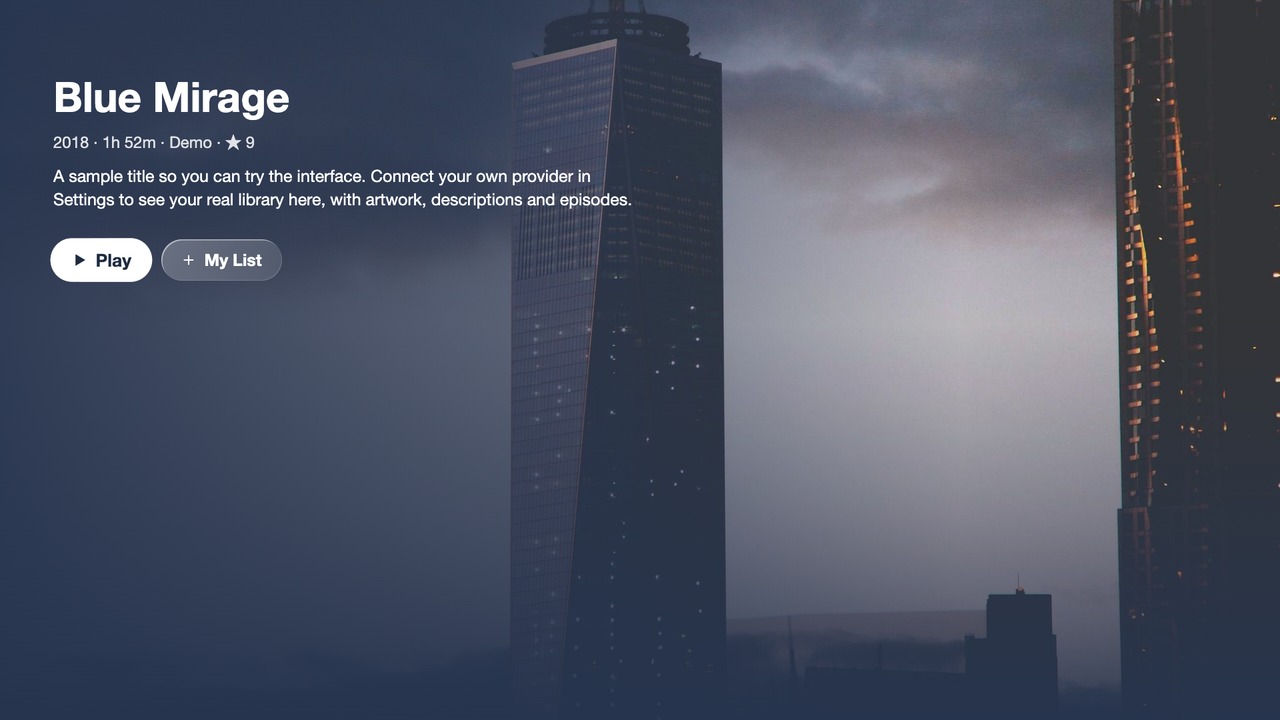 Blue Mirage
2018 · 1h 52m · Demo · ★ 9
A sample title so you can try the interface. Connect your own provider in
Settings to see your real library here, with artwork, descriptions and episodes.
Play
+ My List